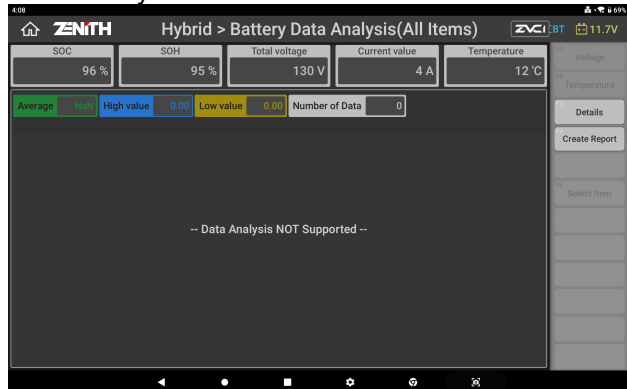 4:08
69%
ZENITH
Hybrid > Battery Data Analysis(All Items)
ZVCI
BT
11.7V
SOC
96 %
SOH
95 %
Total voltage
130 V
Current value
4 A
Temperature
12 'C
Voltage
Temperature
Details
Create Report
Select Item
Average
NaN
High value
0.00
Low value
0.00
Number of Data
0
-- Data Analysis NOT Supported --